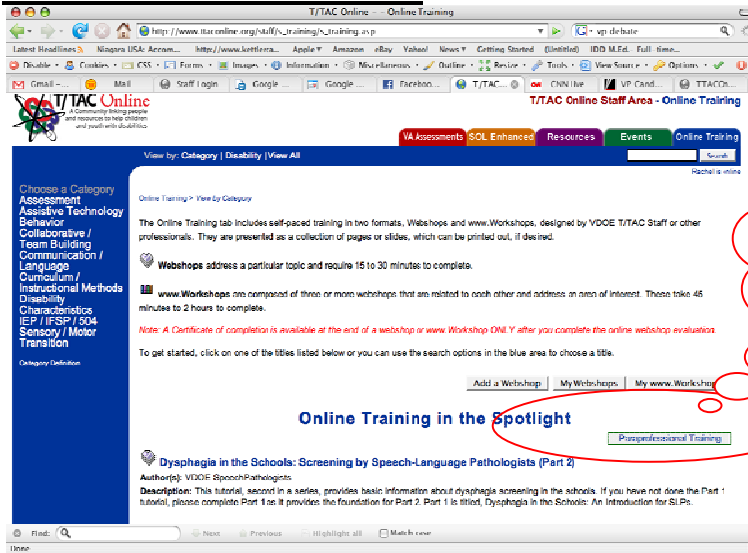 T/TAC Online -- Online Training
http://www.ttaconline.org/staff/s_training/s_training.asp
vp debate
Latest Headlines Niagara USA: Accom... http://www.kettlera... Apple Amazon eBay Yahoo! News Getting Started (Untitled) IDO M.Ed. Full time...
Disable Cookies CSS Forms Images Information Miscellaneous Outline Resize Tools View Source Options
Gmail - ... Mail Staff Login Google ... Google ... Faceboo... T/TAC... CNN Live VP Cand... TTACOn...
T/TAC Online
A Community linking people
and resources to help children
and youth with disabilities
T/TAC Online Staff Area - Online Training
VA Assessments SOL Enhanced Resources Events Online Training
View by: Category | Disability | View All
Search
Rachel is online
Choose a Category
Assessment
Assistive Technology
Behavior
Collaborative /
Team Building
Communication /
Language
Curriculum /
Instructional Methods
Disability
Characteristics
IEP / IFSP / 504
Sensory / Motor
Transition
Category Definition
Online Training > View by Category
The Online Training tab includes self-paced training in two formats, Webshops and www.Workshops, designed by VDOE T/TAC Staff or other
professionals. They are presented as a collection of pages or slides, which can be printed out, if desired.
Webshops address a particular topic and require 15 to 30 minutes to complete.
www.Workshops are composed of three or more webshops that are related to each other and address an area of interest. These take 45
minutes to 2 hours to complete.
Note: A Certificate of completion is available at the end of a webshop or www.Workshop ONLY after you complete the online webshop evaluation.
To get started, click on one of the titles listed below or you can use the search options in the blue area to choose a title.
Add a Webshop My Webshops My www.Workshop
Online Training in the Spotlight
Paraprofessional Training
Dysphagia in the Schools: Screening by Speech-Language Pathologists (Part 2)
Author(s): VDOE SpeechPathologists
Description: This tutorial, second in a series, provides basic information about dysphagia screening in the schools. If you have not done the Part 1
tutorial, please complete Part 1 as it provides the foundation for Part 2. Part 1 is titled, Dysphagia in the Schools: An Introduction for SLPs.
Find: Next Previous Highlight all Match case
Done